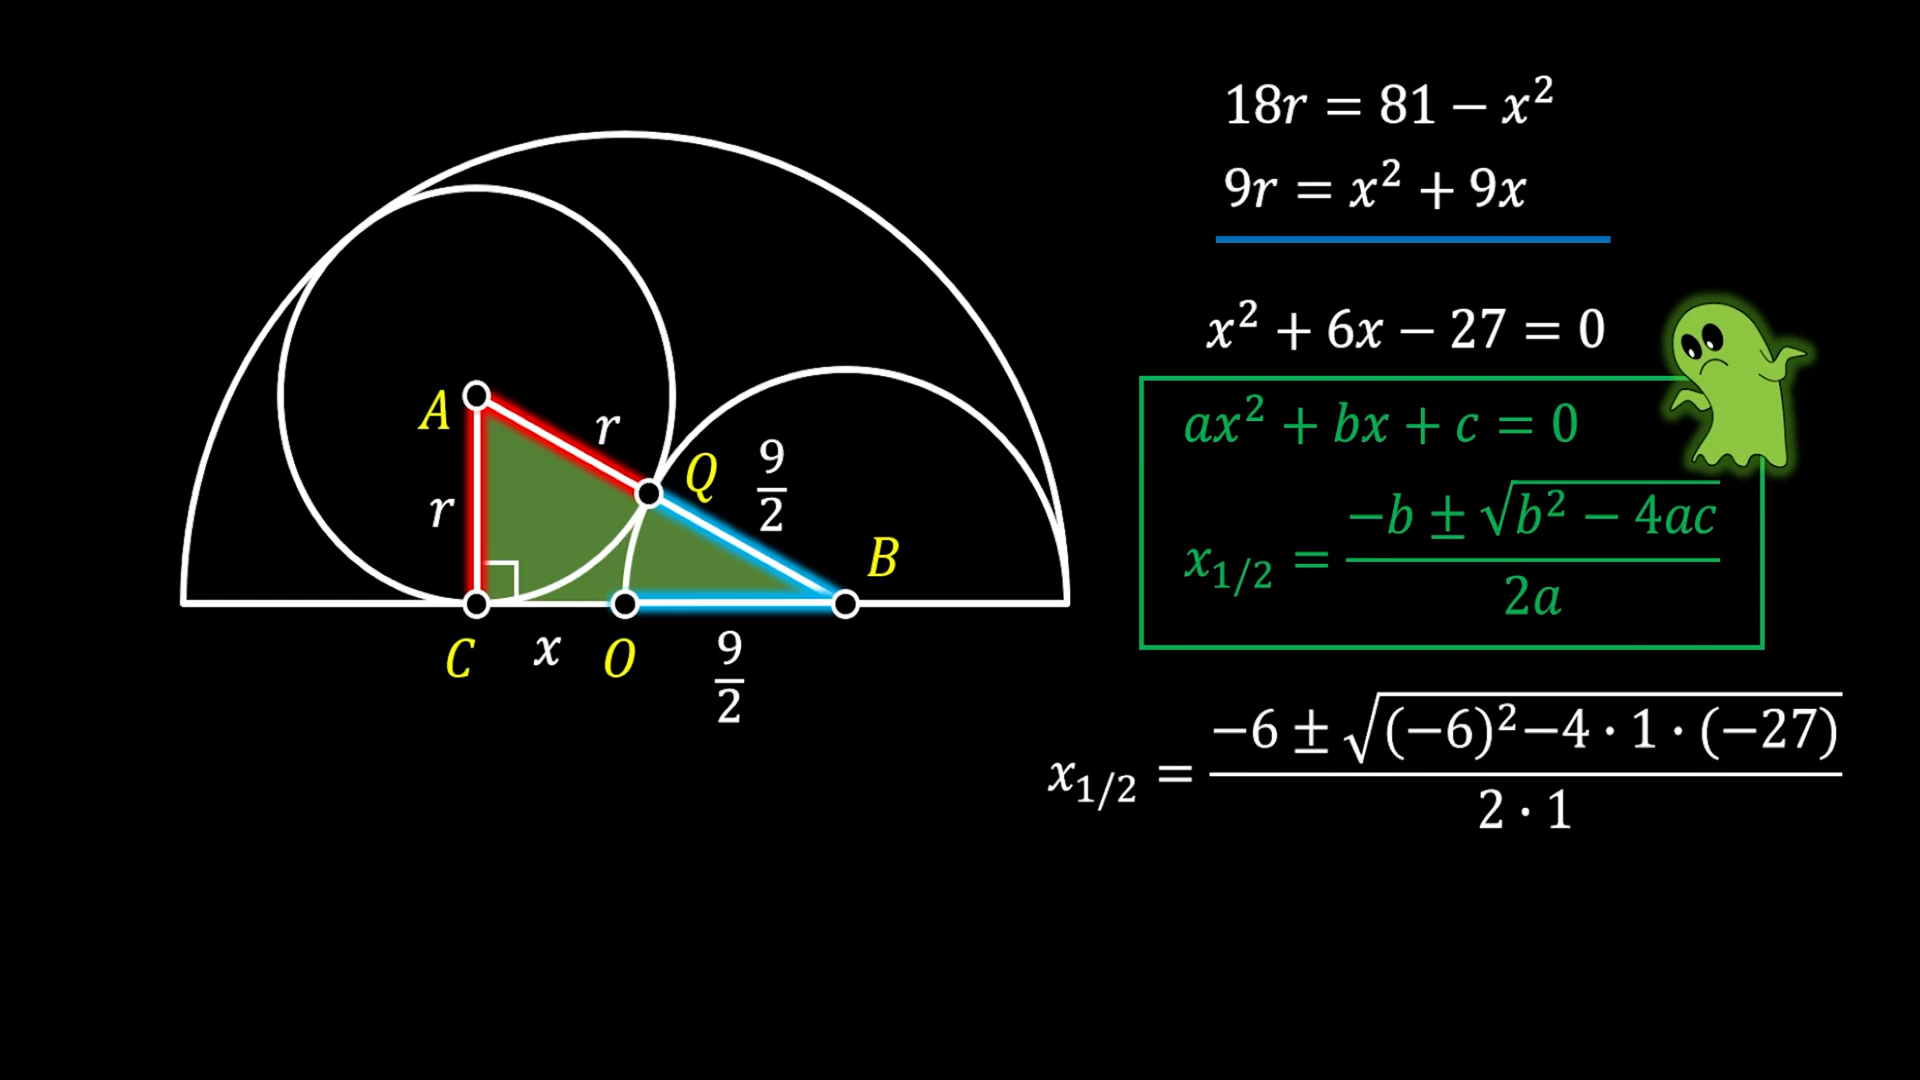 18r = 81 − x²
9r = x² + 9x
x² + 6x − 27 = 0
ax² + bx + c = 0
x₁/₂ = (−b ± √(b² − 4ac)) / 2a
x₁/₂ = (−6 ± √((−6)²−4 · 1 · (−27))) / 2 · 1
A
r
Q
9/2
r
B
C
x
O
9/2